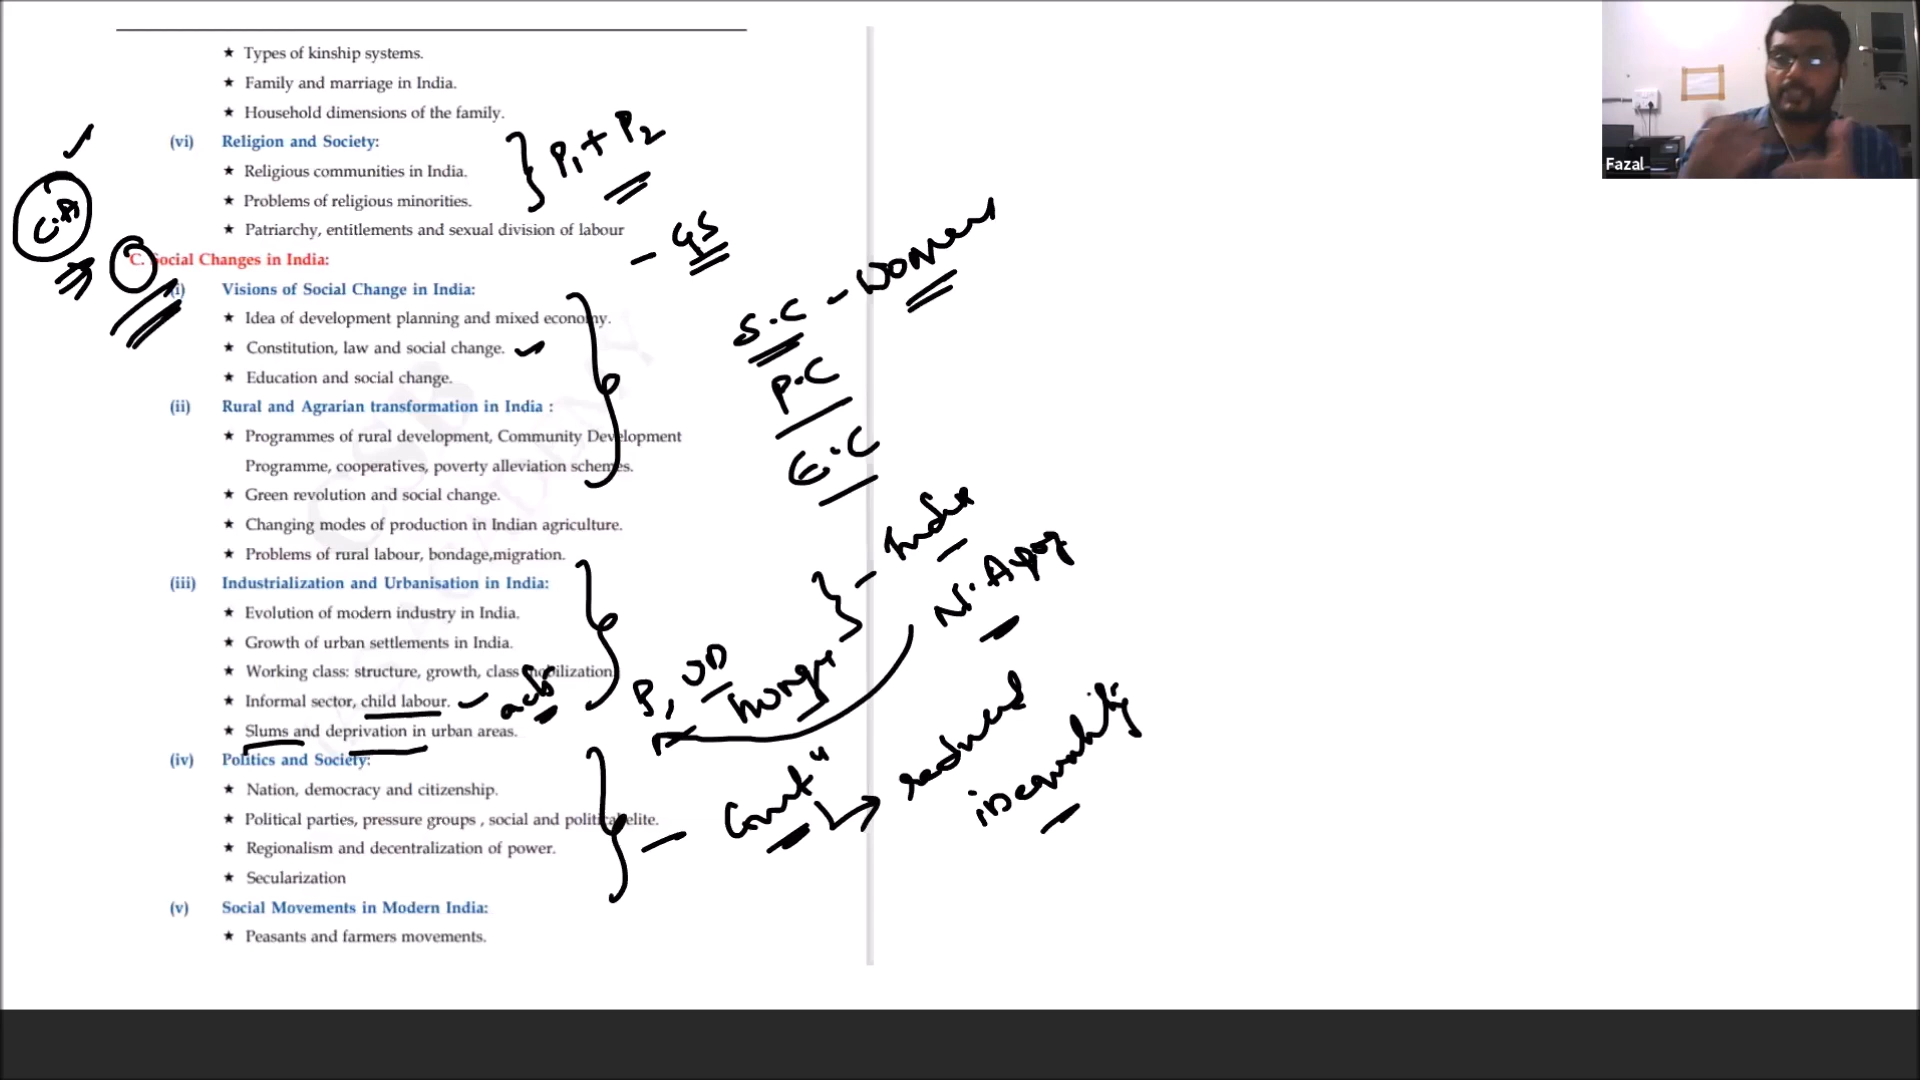 ★ Types of kinship systems.
★ Family and marriage in India.
★ Household dimensions of the family.
(vi) Religion and Society:
★ Religious communities in India.
★ Problems of religious minorities.
★ Patriarchy, entitlements and sexual division of labour
P1 + P2
- GS
C. Social Changes in India:
(i) Visions of Social Change in India:
★ Idea of development planning and mixed economy.
★ Constitution, law and social change.
★ Education and social change.
(ii) Rural and Agrarian transformation in India :
★ Programmes of rural development, Community Development
Programme, cooperatives, poverty alleviation schemes.
★ Green revolution and social change.
★ Changing modes of production in Indian agriculture.
★ Problems of rural labour, bondage,migration.
(iii) Industrialization and Urbanisation in India:
★ Evolution of modern industry in India.
★ Growth of urban settlements in India.
★ Working class: structure, growth, class mobilization
★ Informal sector, child labour.
★ Slums and deprivation in urban areas.
(iv) Politics and Society:
★ Nation, democracy and citizenship.
★ Political parties, pressure groups , social and political elite.
★ Regionalism and decentralization of power.
★ Secularization
(v) Social Movements in Modern India:
★ Peasants and farmers movements.
S.C - Women
P.C
E.C
- Index
Hunger
P, UD
reduced
inequality
Fazal